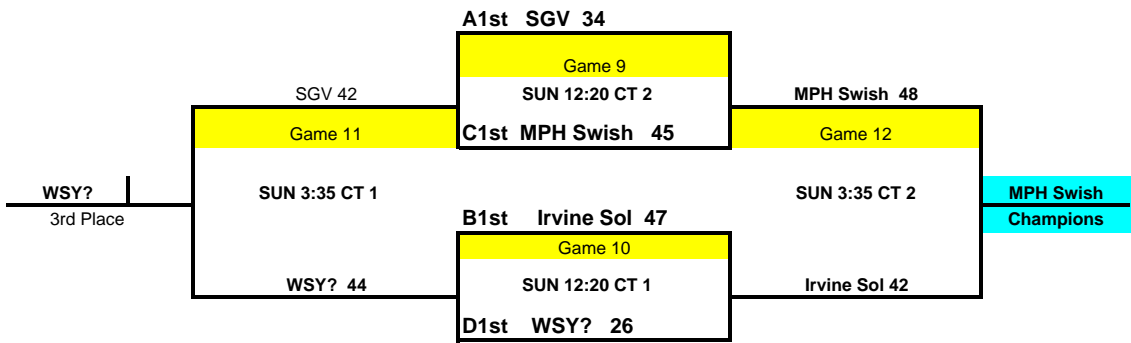 A1st SGV 34
Game 9
SGV 42
SUN 12:20 CT 2
MPH Swish 48
Game 11
C1st MPH Swish 45
Game 12
WSY?
SUN 3:35 CT 1
SUN 3:35 CT 2
MPH Swish
3rd Place
B1st Irvine Sol 47
Champions
Game 10
WSY? 44
SUN 12:20 CT 1
Irvine Sol 42
D1st WSY? 26